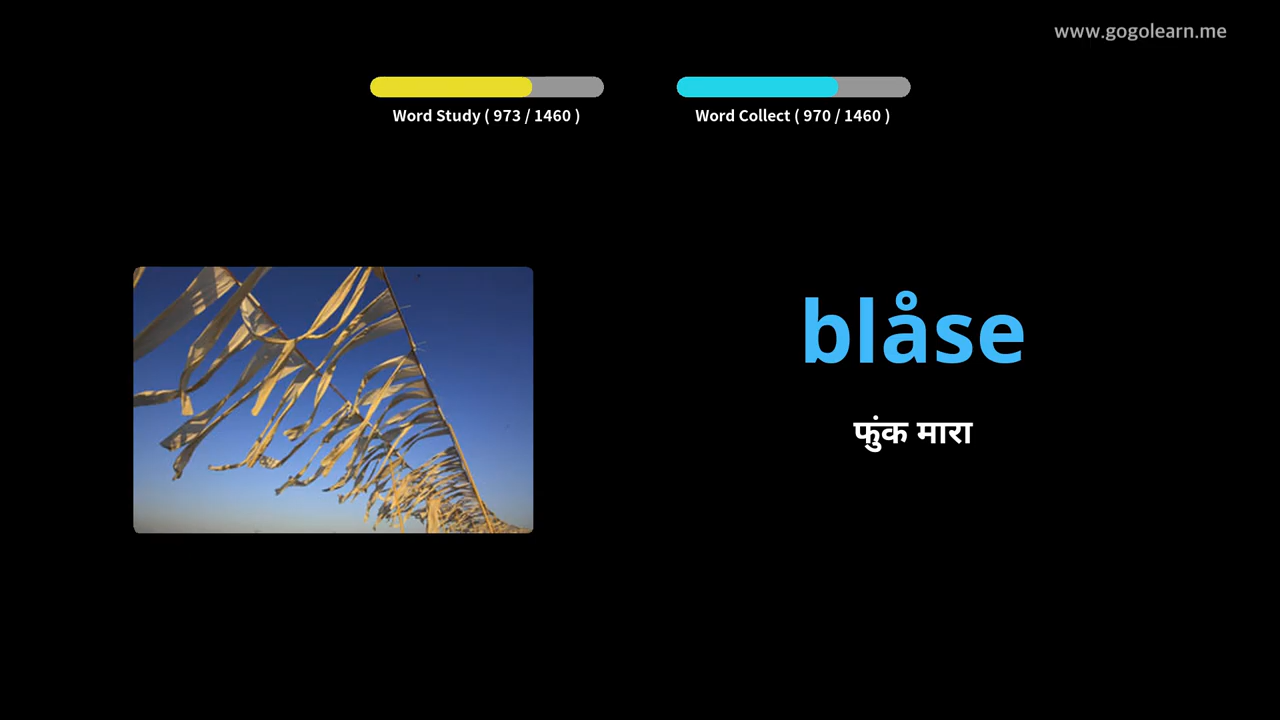 www.gogolearn.me
Word Study ( 973 / 1460 )
Word Collect ( 970 / 1460 )
blåse
फुंक मारा